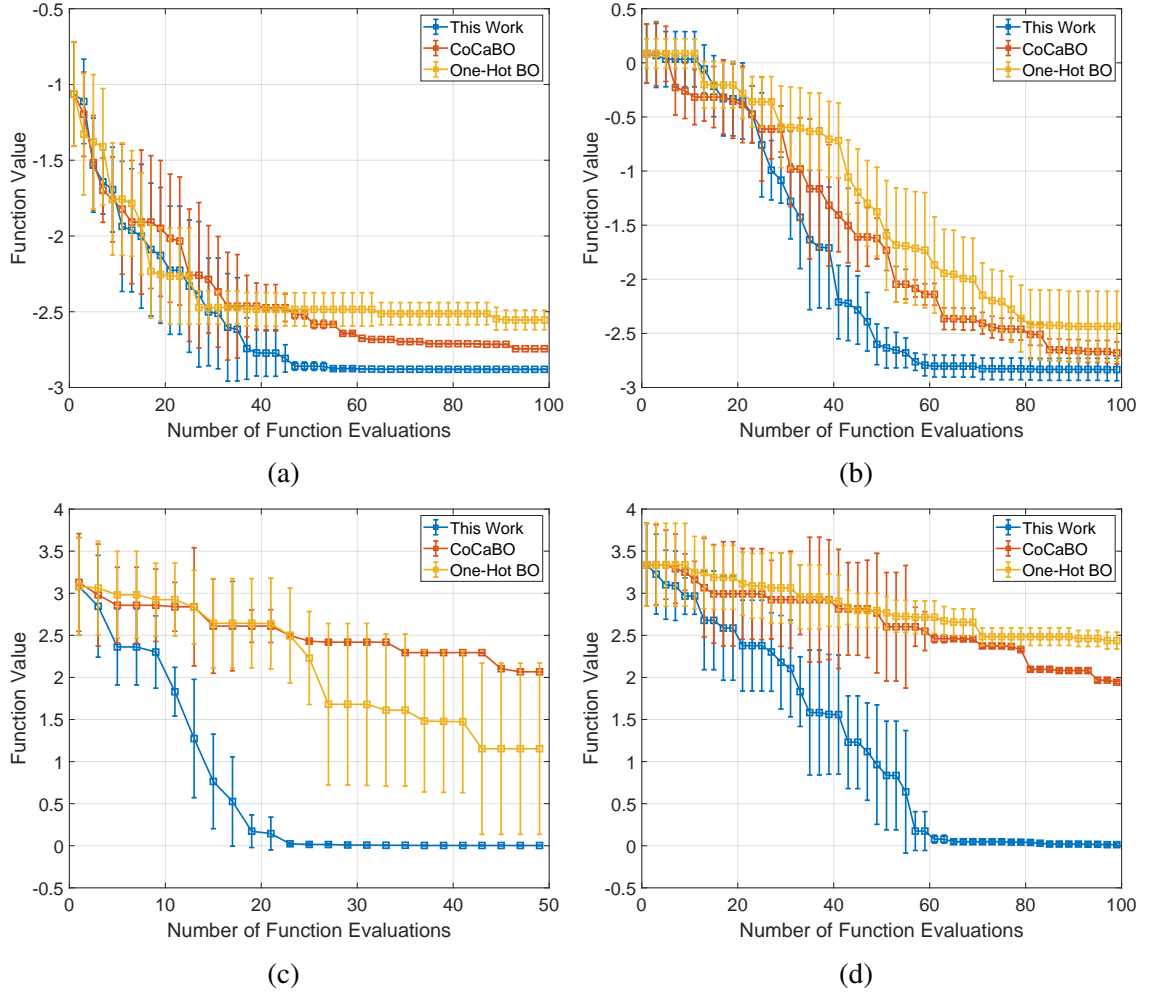 -0.5
-1
-1.5
-2
-2.5
-3
Function Value
0 20 40 60 80 100
Number of Function Evaluations
This Work
CoCaBO
One-Hot BO
(a)
0.5
0
-0.5
-1
-1.5
-2
-2.5
-3
Function Value
0 20 40 60 80 100
Number of Function Evaluations
This Work
CoCaBO
One-Hot BO
(b)
4
3.5
3
2.5
2
1.5
1
0.5
0
-0.5
Function Value
0 10 20 30 40 50
Number of Function Evaluations
This Work
CoCaBO
One-Hot BO
(c)
4
3.5
3
2.5
2
1.5
1
0.5
0
-0.5
Function Value
0 20 40 60 80 100
Number of Function Evaluations
This Work
CoCaBO
One-Hot BO
(d)